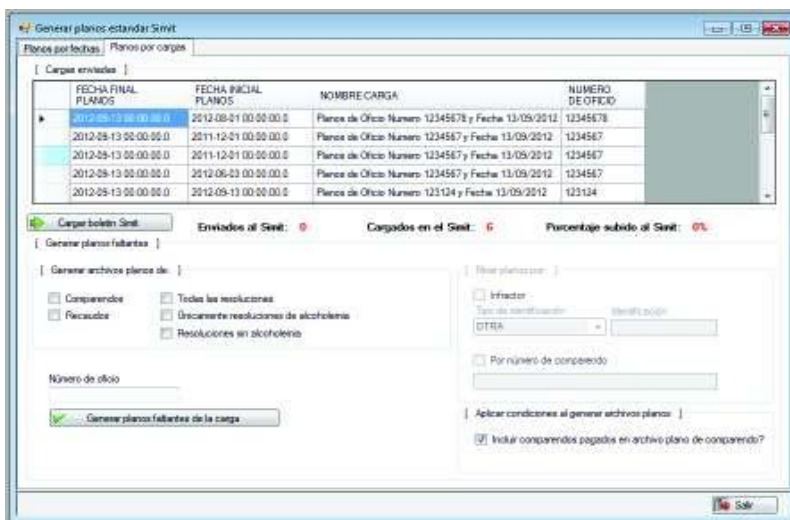 Generar planos estandar Simit
Planos por fechas Planos por cargas
[ Cargas enviadas ]
FECHA FINAL PLANOS FECHA INICIAL PLANOS NOMBRE CARGA NUMERO DE OFICIO
2012-09-13 00:00:00.0 2012-08-01 00:00:00.0 Planos de Oficio Numero 12345678 y Fecha 13/09/2012 12345678
2012-09-13 00:00:00.0 2011-12-01 00:00:00.0 Planos de Oficio Numero 1234567 y Fecha 13/09/2012 1234567
2012-09-13 00:00:00.0 2011-12-01 00:00:00.0 Planos de Oficio Numero 1234567 y Fecha 13/09/2012 1234567
2012-09-13 00:00:00.0 2012-06-03 00:00:00.0 Planos de Oficio Numero 1234567 y Fecha 13/09/2012 1234567
2012-09-13 00:00:00.0 2012-09-13 00:00:00.0 Planos de Oficio Numero 123124 y Fecha 13/09/2012 123124
Cargar boletin Simit Enviados al Simit: 0 Cargados en el Simit: 6 Porcentaje subido al Simit: 0%
[ Generar planos faltantes ]
[ Generar archivos planos de: ] [ Filtrar planos por: ]
Comparendos Todas las resoluciones Infractor
Recaudos Únicamente resoluciones de alcoholemia Tipo de identificación Identificación
Resoluciones sin alcoholemia OTRA
Por número de comparendo
Número de oficio
Generar planos faltantes de la carga [ Aplicar condiciones al generar archivos planos ]
Incluir comparendos pagados en archivo plano de comparendo?
Salir